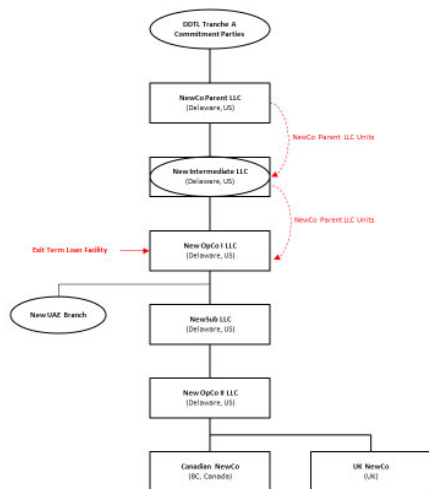 DDTL Tranche A
Commitment Parties
NewCo Parent LLC
(Delaware, US)
NewCo Parent LLC Units
New Intermediate LLC
(Delaware, US)
NewCo Parent LLC Units
Exit Term Loan Facility
New OpCo I LLC
(Delaware, US)
New UAE Branch
NewSub LLC
(Delaware, US)
New OpCo II LLC
(Delaware, US)
Canadian NewCo
(BC, Canada)
UK NewCo
(UK)